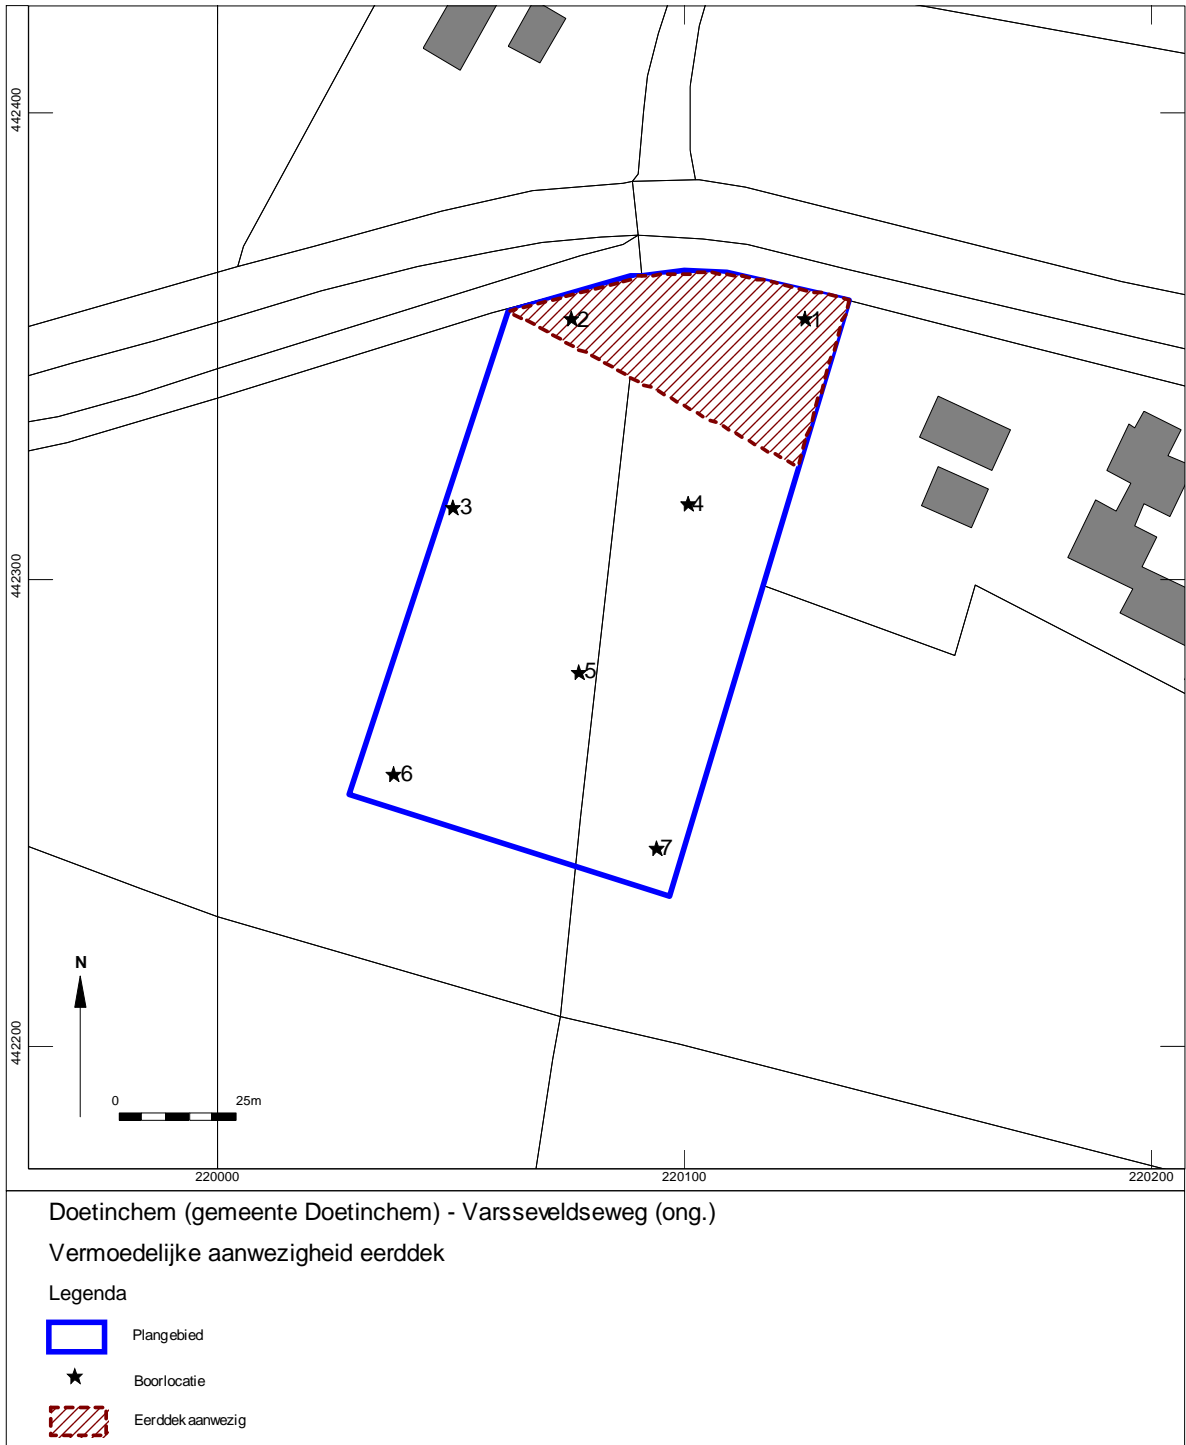 442400
2
1
3
4
442300
5
6
7
N
442200
0 25m
220000 220100 220200
Doetinchem (gemeente Doetinchem) - Varsseveldseweg (ong.)
Vermoedelijke aanwezigheid eerddek
Legenda
Plangebied
Boorlocatie
Eerddek aanwezig